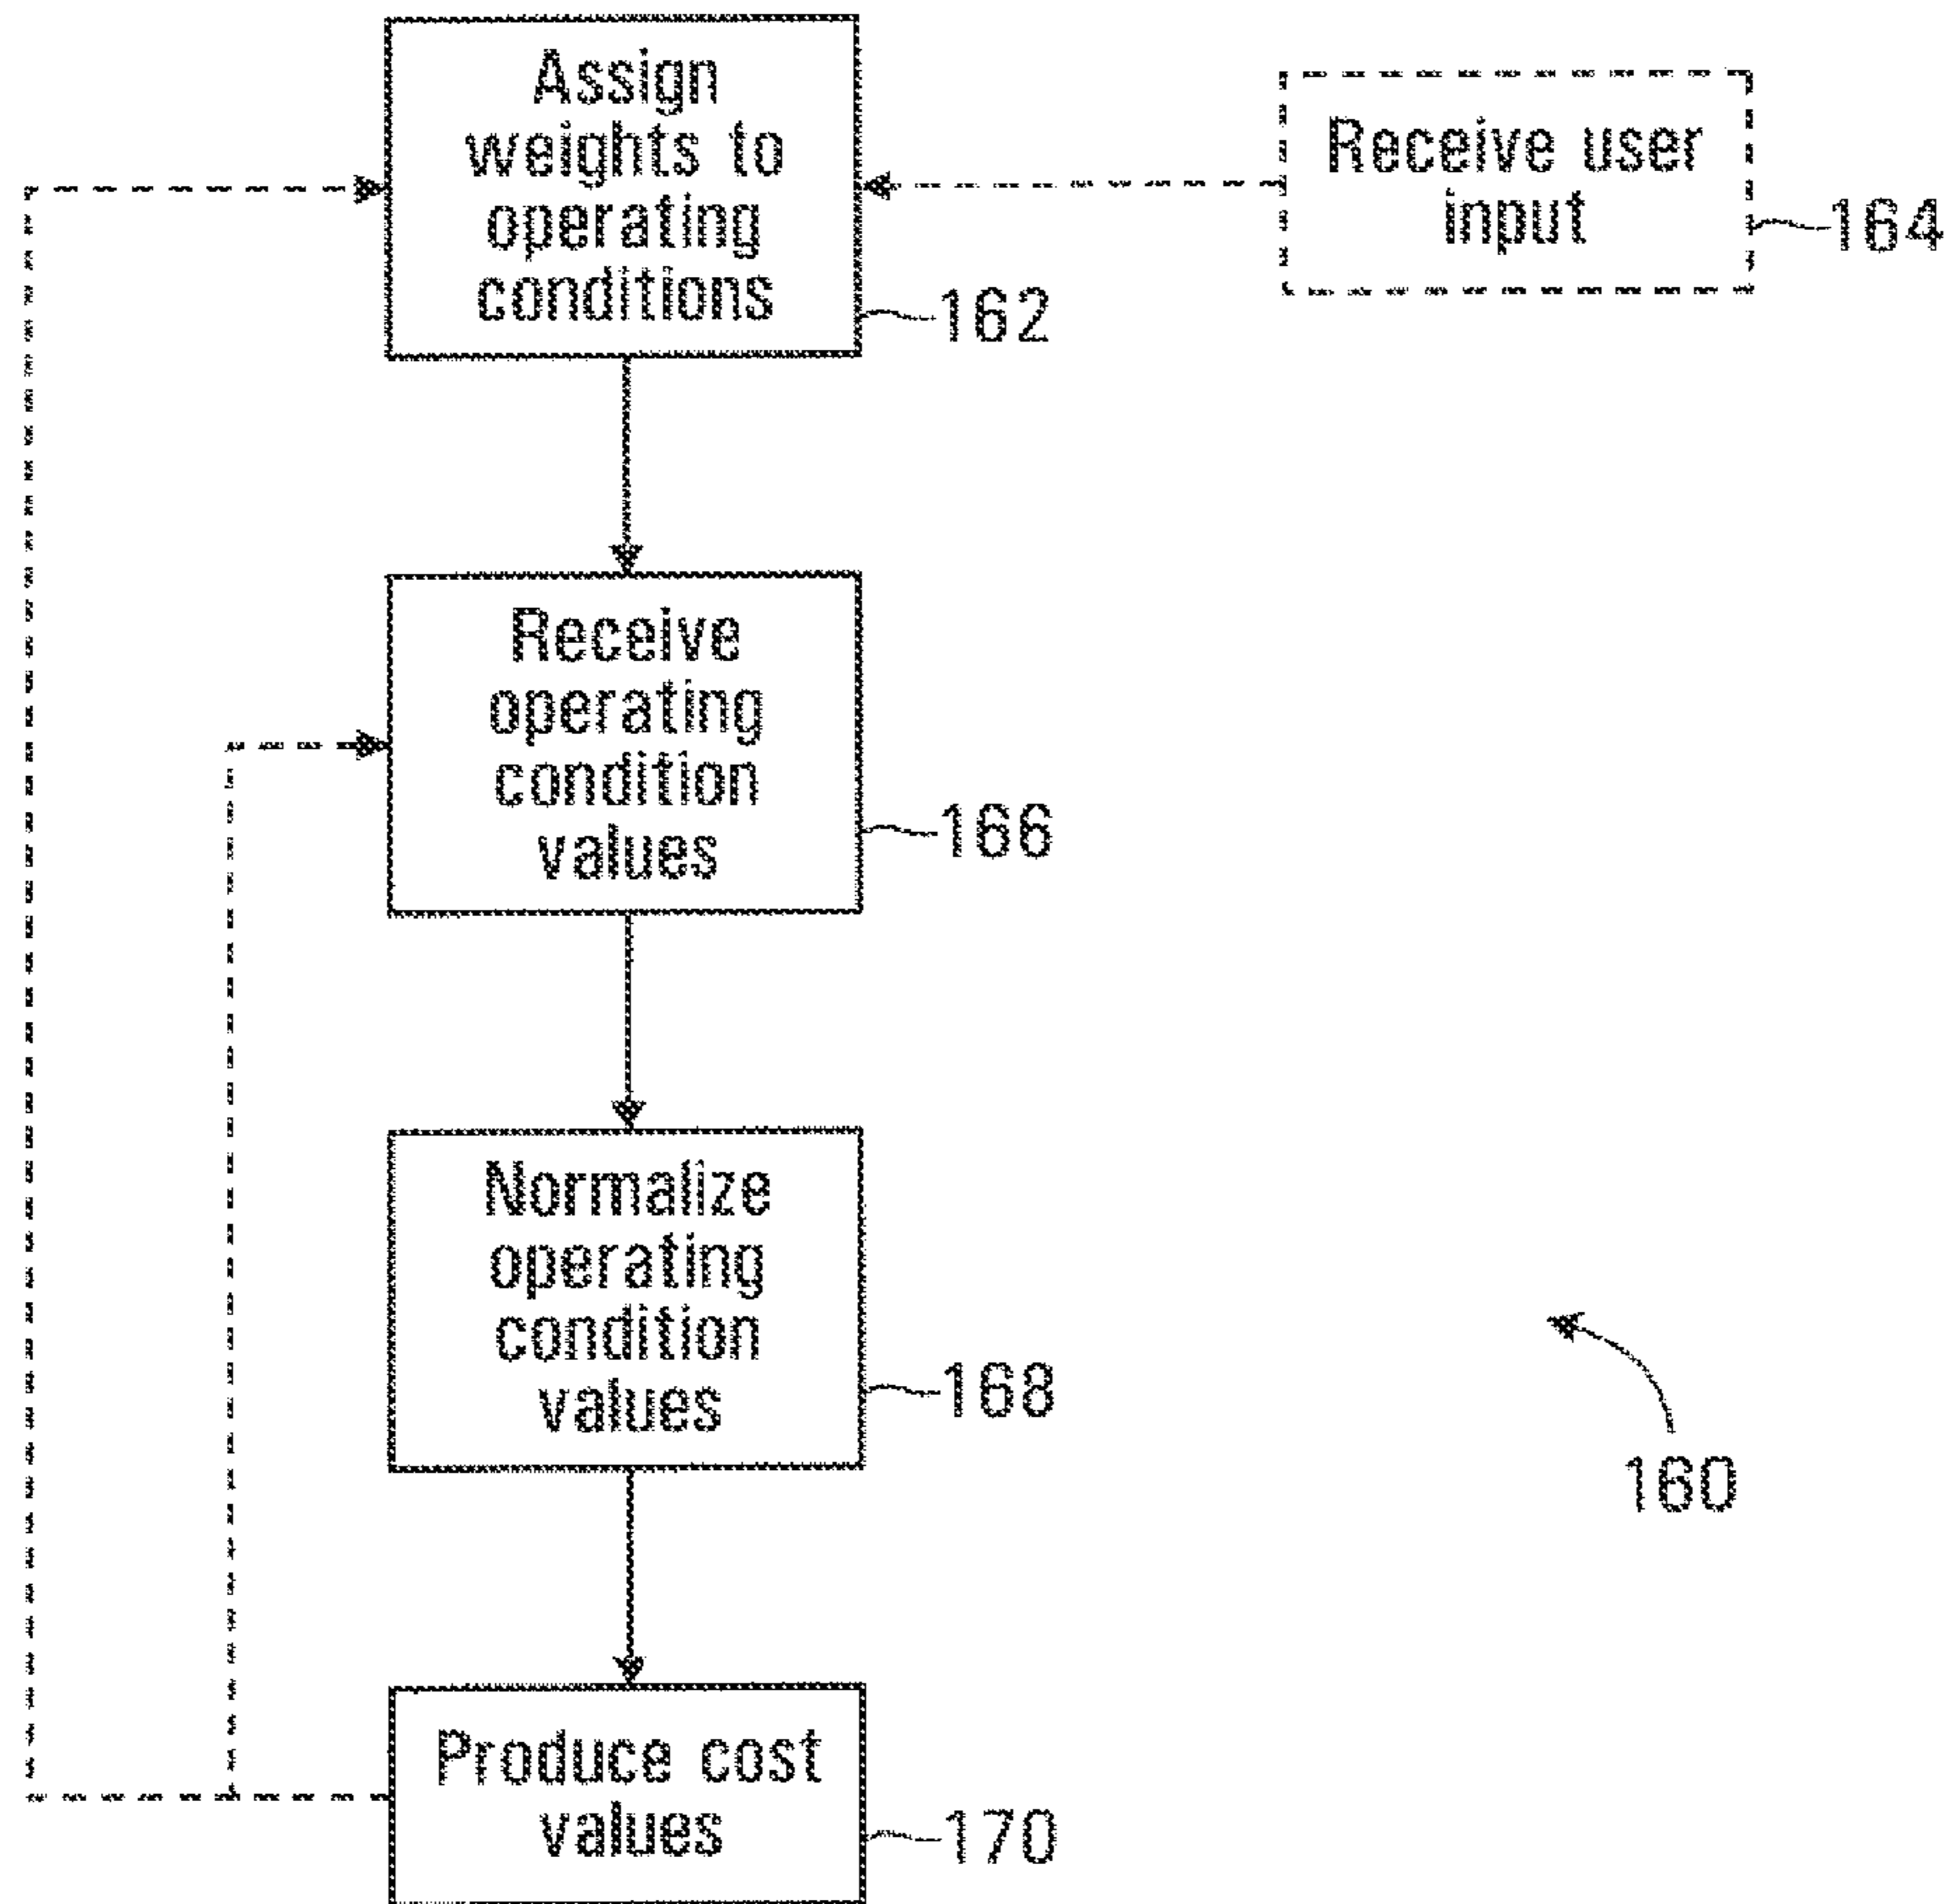 Assign
weights to
operating
conditions
162
Receive user
input
164
Receive
operating
condition
values
166
Normalize
operating
condition
values
168
160
Produce cost
values
170